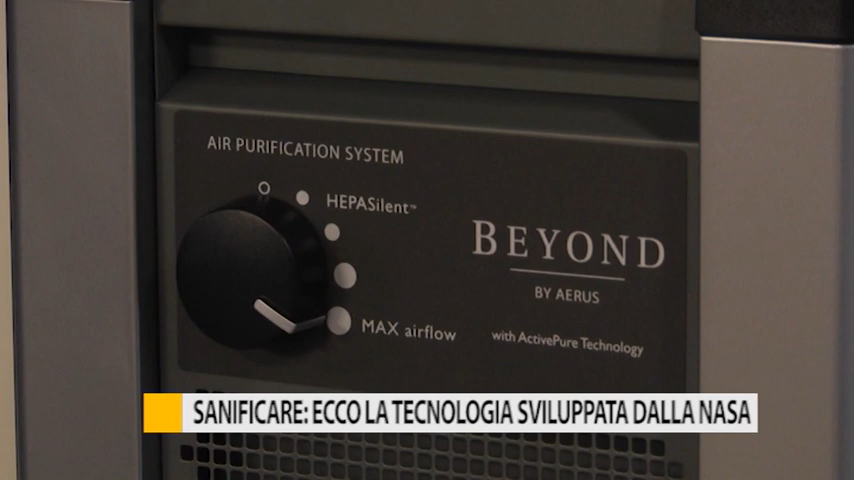 AIR PURIFICATION SYSTEM
HEPASilent™
BEYOND
BY AERUS
MAX airflow
with ActivePure Technology
SANIFICARE: ECCO LA TECNOLOGIA SVILUPPATA DALLA NASA